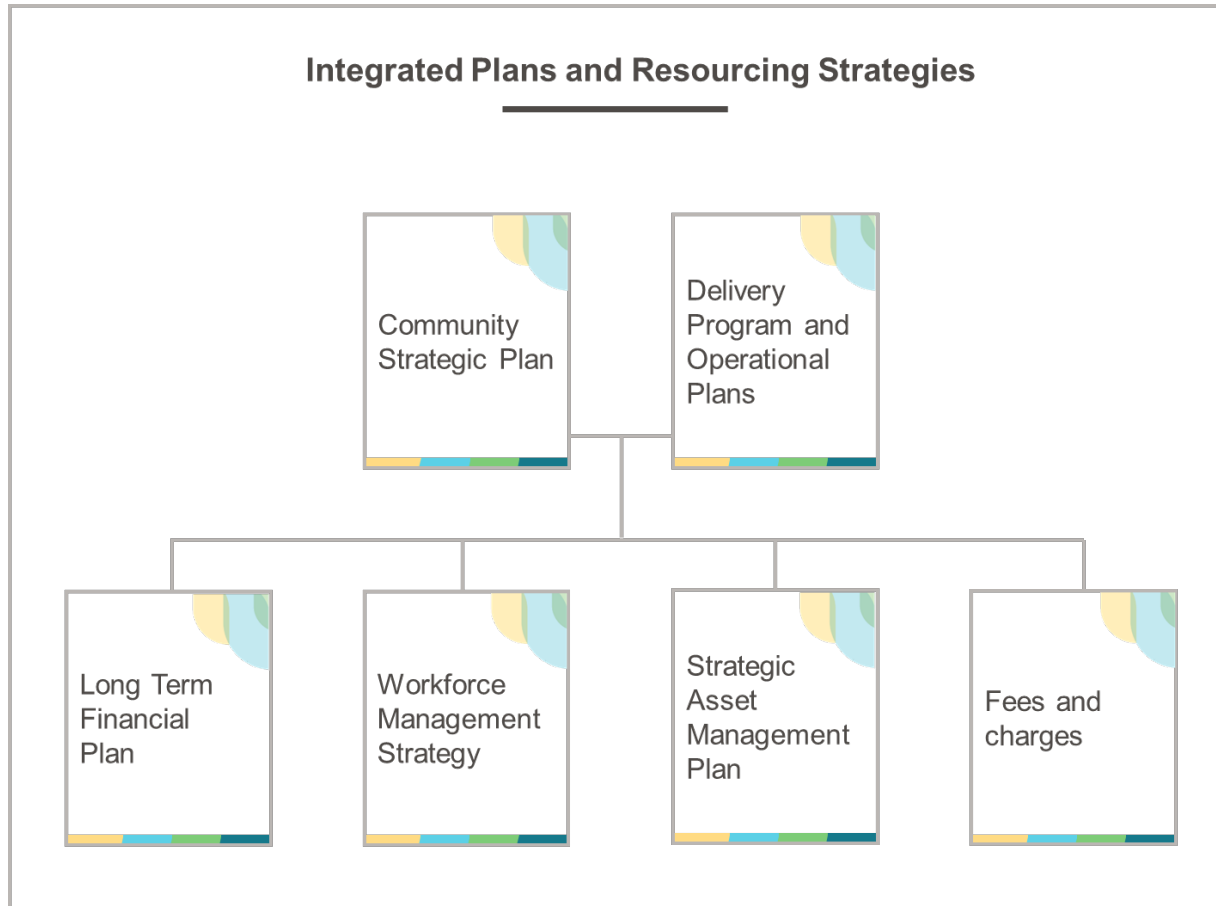 Integrated Plans and Resourcing Strategies
Community
Strategic Plan
Delivery
Program and
Operational
Plans
Long Term
Financial
Plan
Workforce
Management
Strategy
Strategic
Asset
Management
Plan
Fees and
charges